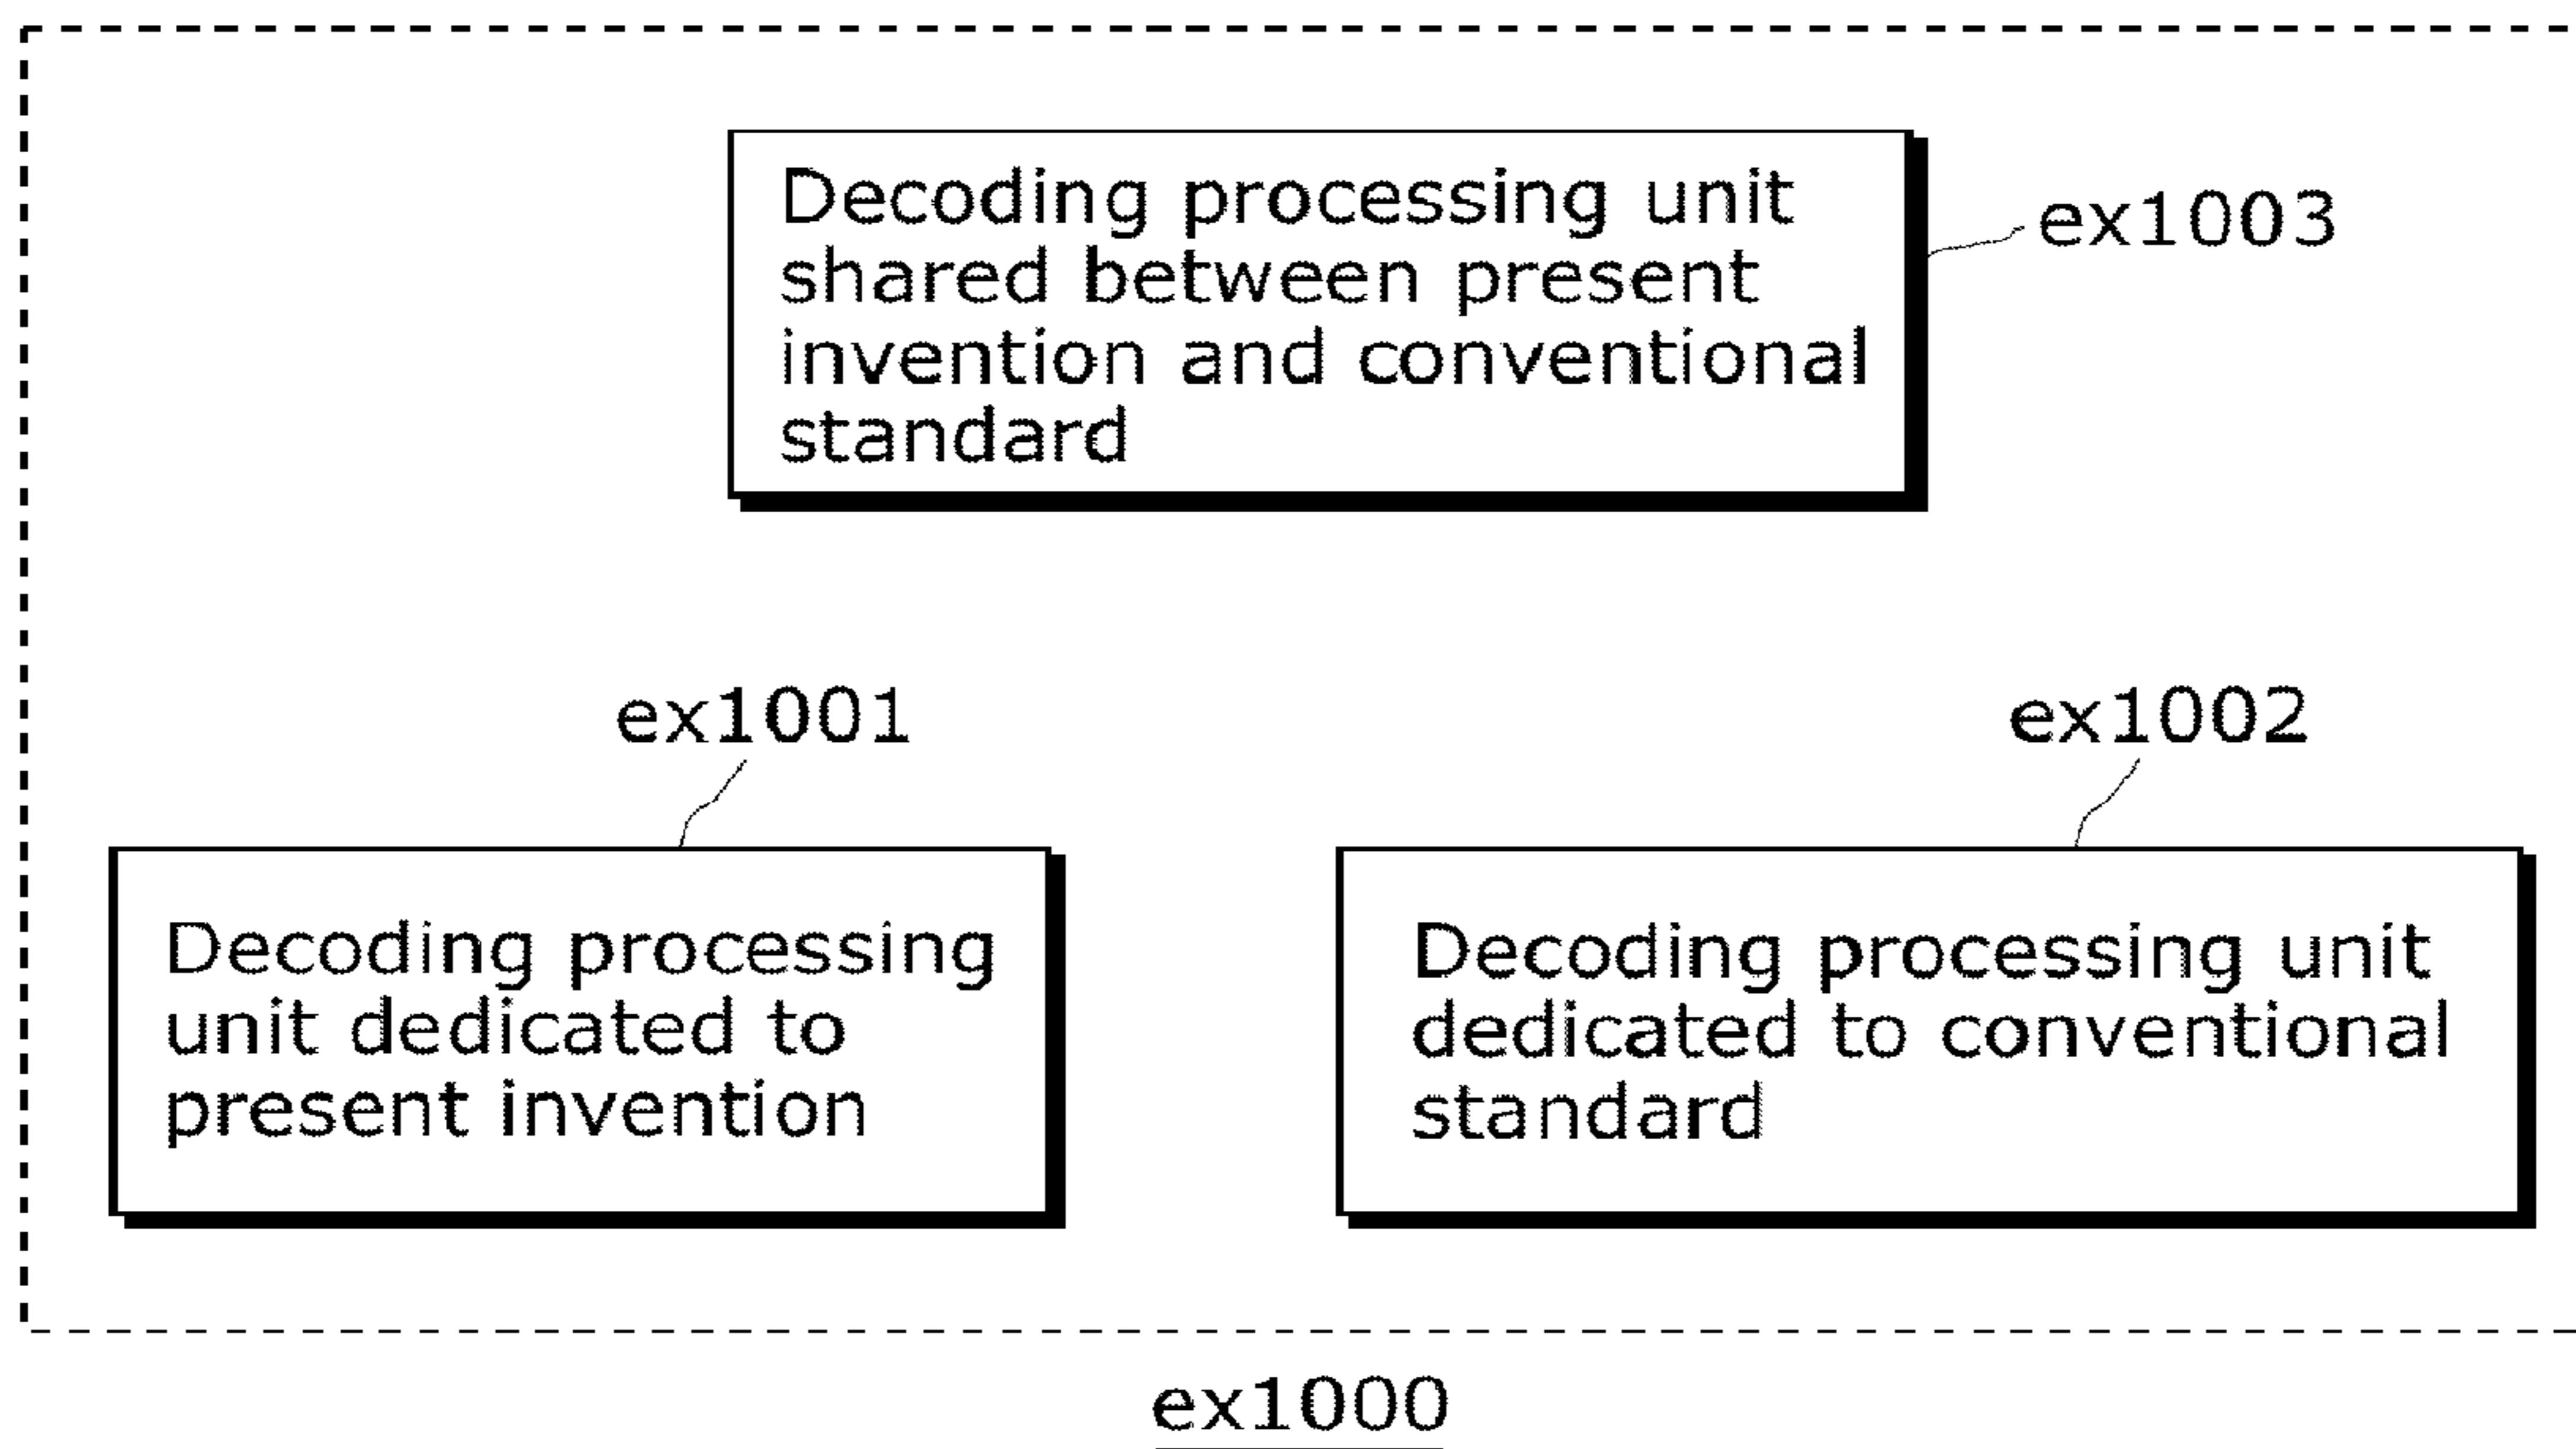 Decoding processing unit
shared between present
invention and conventional
standard
ex1003
ex1001
ex1002
Decoding processing
unit dedicated to
present invention
Decoding processing unit
dedicated to conventional
standard
ex1000